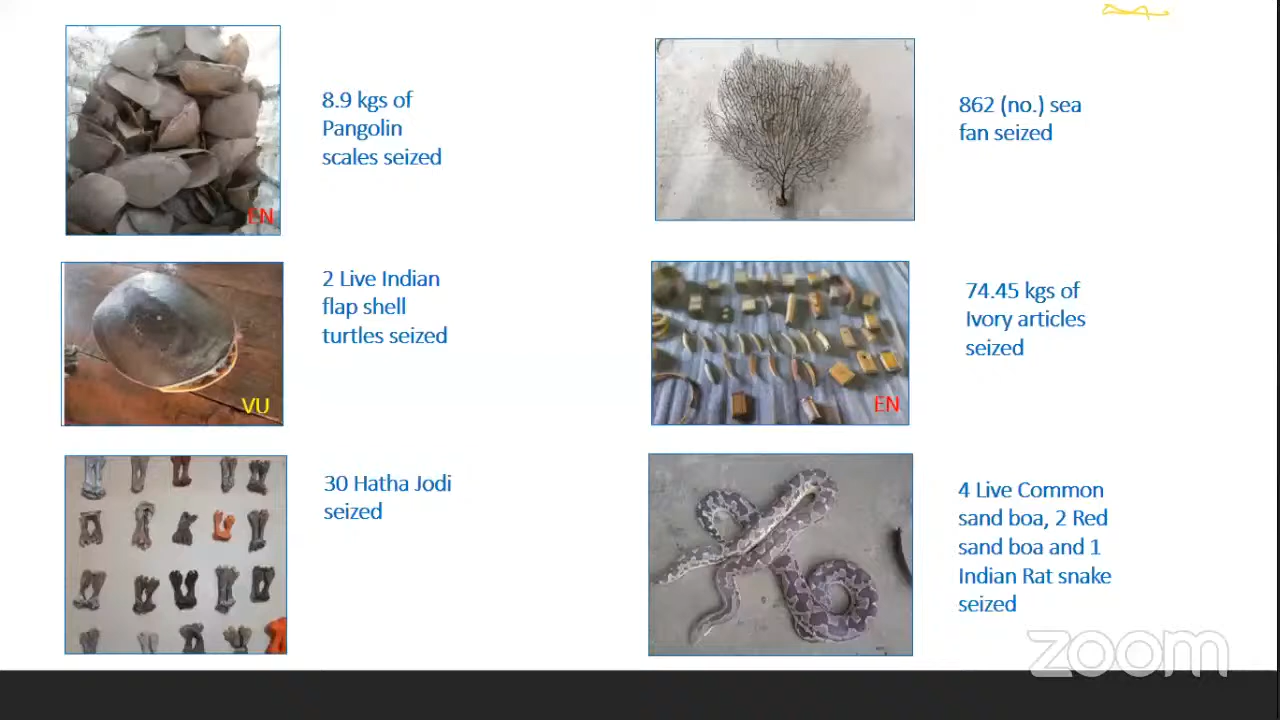 8.9 kgs of
Pangolin
scales seized
EN
862 (no.) sea
fan seized
2 Live Indian
flap shell
turtles seized
VU
74.45 kgs of
Ivory articles
seized
EN
30 Hatha Jodi
seized
4 Live Common
sand boa, 2 Red
sand boa and 1
Indian Rat snake
seized
zoom